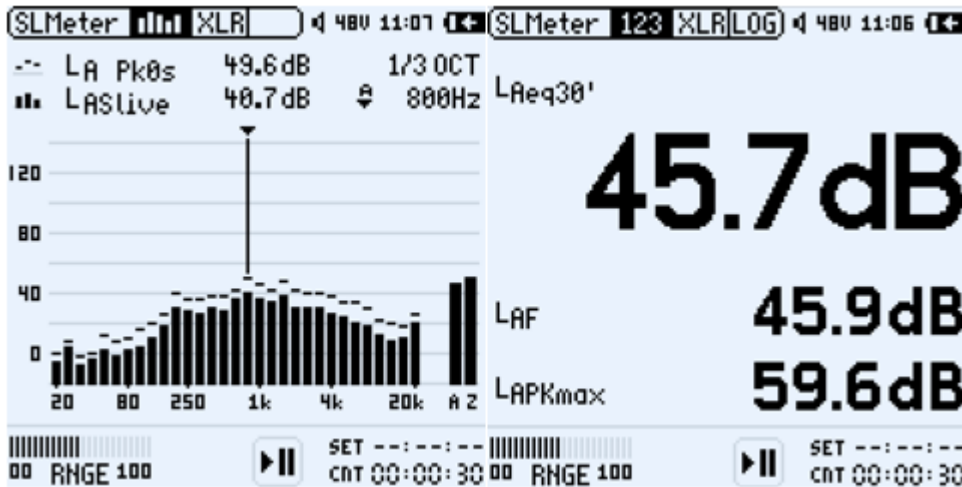 SLMeter XLR 48V 11:07
LA Pk0s 49.6dB 1/3 OCT
LASlive 40.7dB A 800Hz
120
80
40
0
20 80 250 1k 4k 20k A Z
SET --:--:--
00 RNGE 100 CNT 00:00:30
SLMeter 123 XLR LOG 48V 11:06
LAeq30'
45.7dB
LAF 45.9dB
LAPKmax 59.6dB
SET --:--:--
00 RNGE 100 CNT 00:00:30